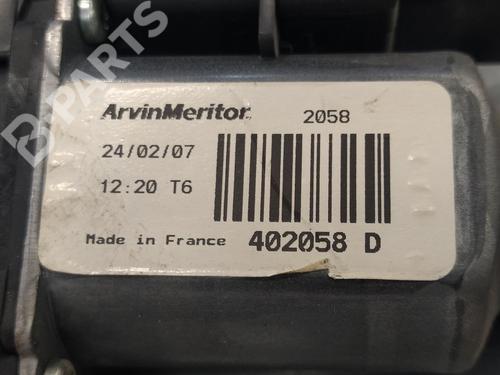 B-PARTS
ArvinMeritor 2058
24/02/07
12:20 T6
Made in France 402058 D